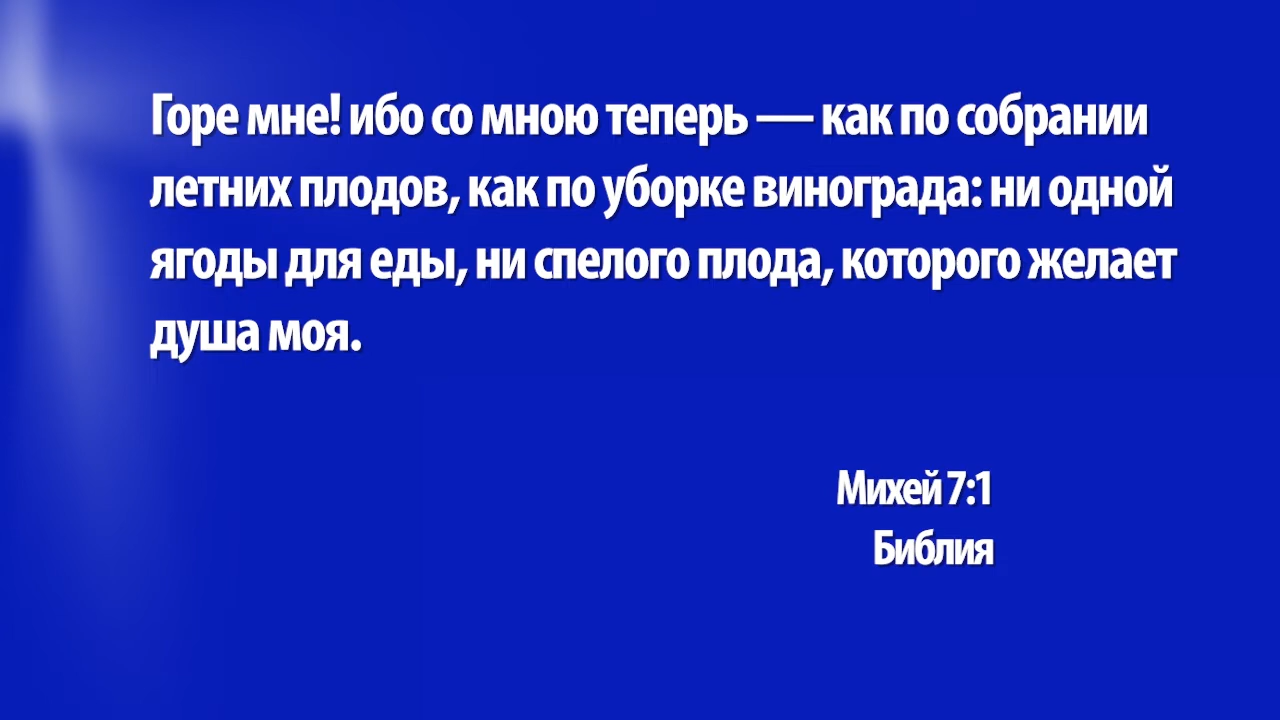 Горе мне! ибо со мною теперь — как по собрании
летних плодов, как по уборке винограда: ни одной
ягоды для еды, ни спелого плода, которого желает
душа моя.
Михей 7:1
Библия